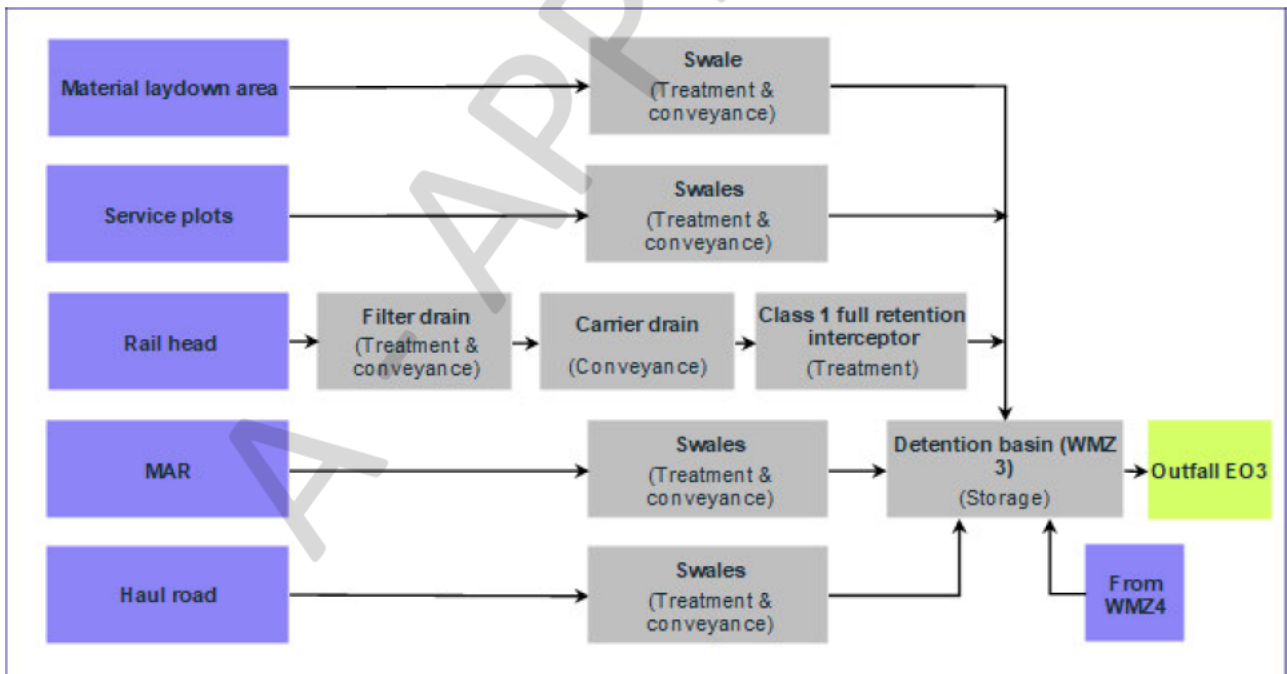 Material laydown area
Swale
(Treatment &
conveyance)
Service plots
Swales
(Treatment &
conveyance)
Rail head
Filter drain
(Treatment &
conveyance)
Carrier drain
(Conveyance)
Class 1 full retention
interceptor
(Treatment)
MAR
Swales
(Treatment &
conveyance)
Detention basin (WMZ
3)
(Storage)
Outfall EO3
Haul road
Swales
(Treatment &
conveyance)
From
WMZ4
A - AP